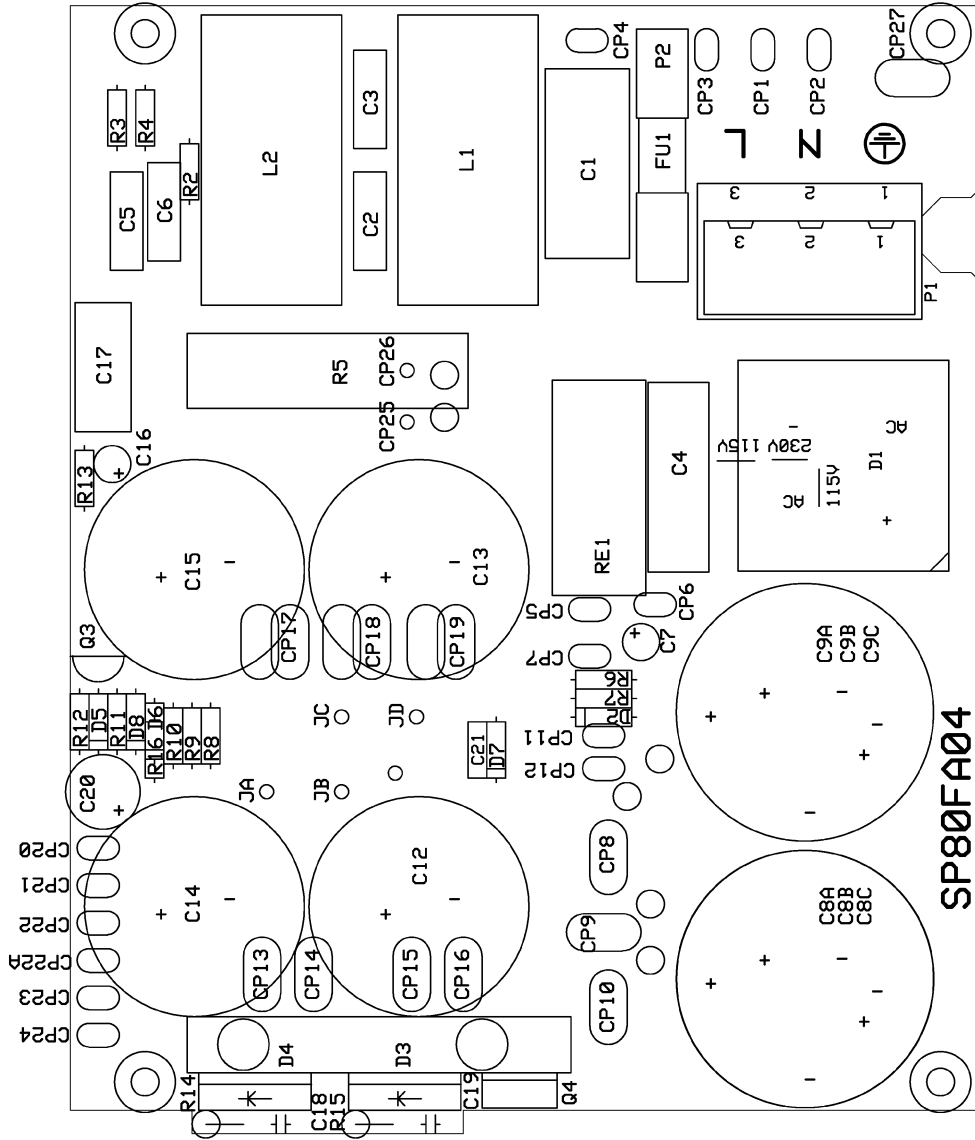 CP4
P2
CP3
CP1
CP2
CP27
R3
R4
C3
L2
L1
C1
FU1
L
N
R2
C5
C6
C2
3
2
1
3
2
1
P1
C17
R5
CP26
CP25
C16
R13
C4
115V
230V 115V
-
AC
D1
AC
115V
+
RE1
C15
+
-
C13
+
-
CP5
CP6
C7
+
CP7
Q3
CP17
CP18
CP19
C9A
C9B
C9C
R6
R7
D2
R12
D5
R11
D8
D6
R16
R10
R9
R8
JC
JD
C21
D7
CP11
CP12
+
-
+
-
+
-
SP80FA04
C20
+
JA
JB
CP20
CP21
CP22
CP22A
CP23
CP24
C14
+
-
C12
+
-
CP8
CP9
CP10
C8A
C8B
C8C
CP13
CP14
CP15
CP16
+
-
+
-
+
-
D4
D3
R14
C18
R15
C19
Q4